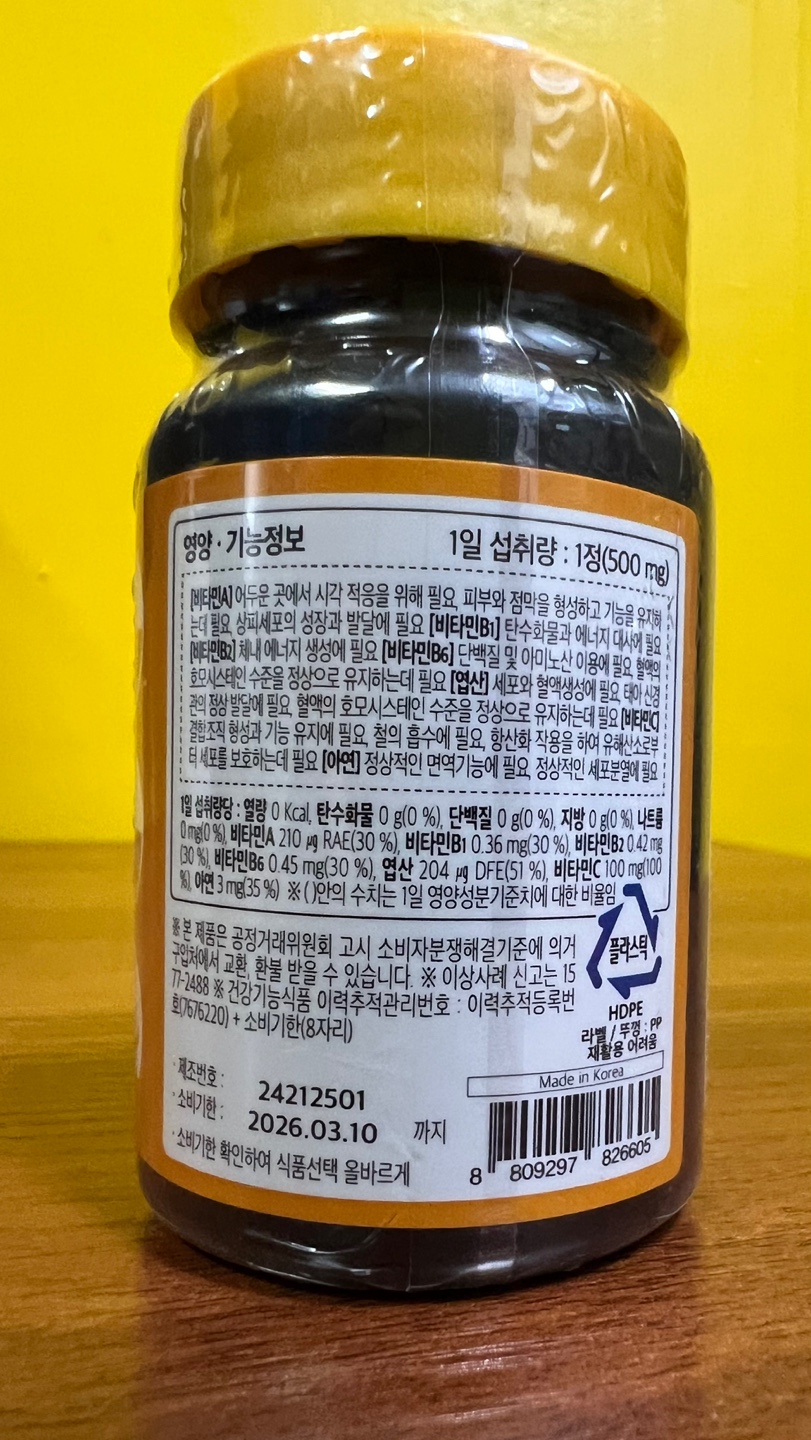 영양 · 기능정보
1일 섭취량 : 1정(500 mg)
[비타민A] 어두운 곳에서 시각 적응을 위해 필요, 피부와 점막을 형성하고 기능을 유지하
는데 필요, 상피세포의 성장과 발달에 필요 [비타민B1] 탄수화물과 에너지 대사에 필요
[비타민B2] 체내 에너지 생성에 필요 [비타민B6] 단백질 및 아미노산 이용에 필요, 혈액의
호모시스테인 수준을 정상으로 유지하는데 필요 [엽산] 세포와 혈액생성에 필요, 태아 신경
관의 정상 발달에 필요, 혈액의 호모시스테인 수준을 정상으로 유지하는데 필요 [비타민C]
결합조직 형성과 기능 유지에 필요, 철의 흡수에 필요, 항산화 작용을 하여 유해산소로부
터 세포를 보호하는데 필요 [아연] 정상적인 면역기능에 필요, 정상적인 세포분열에 필요
1일 섭취량당 : 열량 0 Kcal, 탄수화물 0 g(0 %), 단백질 0 g(0 %), 지방 0 g(0 %), 나트륨
0 mg(0 %), 비타민A 210 ㎍ RAE(30 %), 비타민B1 0.36 mg(30 %), 비타민B2 0.42 mg
(30 %), 비타민B6 0.45 mg(30 %), 엽산 204 ㎍ DFE(51 %), 비타민C 100 mg(100
%), 아연 3 mg(35 %) ※ ( )안의 수치는 1일 영양성분기준치에 대한 비율임
※ 본 제품은 공정거래위원회 고시 소비자분쟁해결기준에 의거
구입처에서 교환, 환불 받을 수 있습니다. ※ 이상사례 신고는 15
77-2488 ※ 건강기능식품 이력추적관리번호 : 이력추적등록번
호(7676220) + 소비기한(8자리)
플라스틱
HDPE
라벨 / 뚜껑 : PP
재활용 어려움
· 제조번호 : 24212501
· 소비기한 : 2026.03.10 까지
· 소비기한 확인하여 식품선택 올바르게
Made in Korea
8 809297 826605